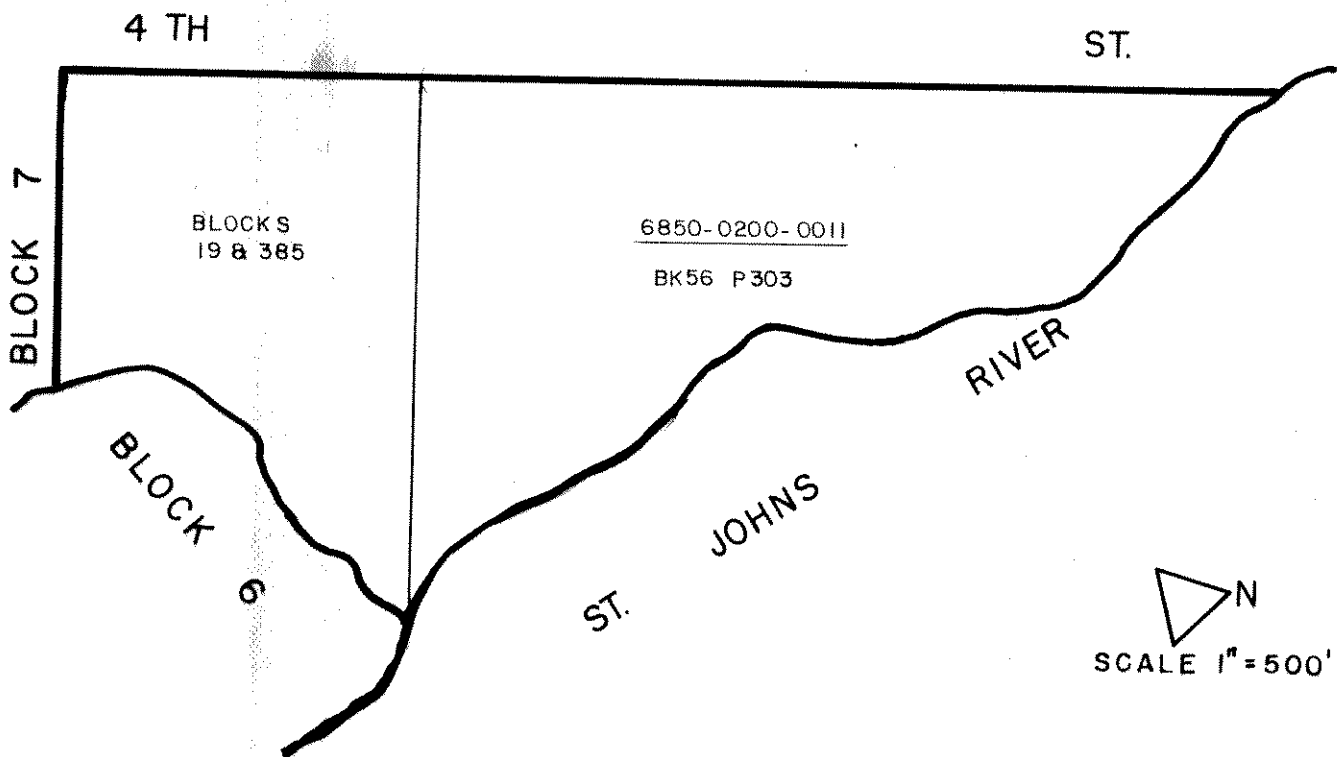 4 TH ST.
BLOCK 7
BLOCKS
19 & 385
6850-0200-0011
BK56 P303
BLOCK 6
ST. JOHNS RIVER
N
SCALE 1" = 500'